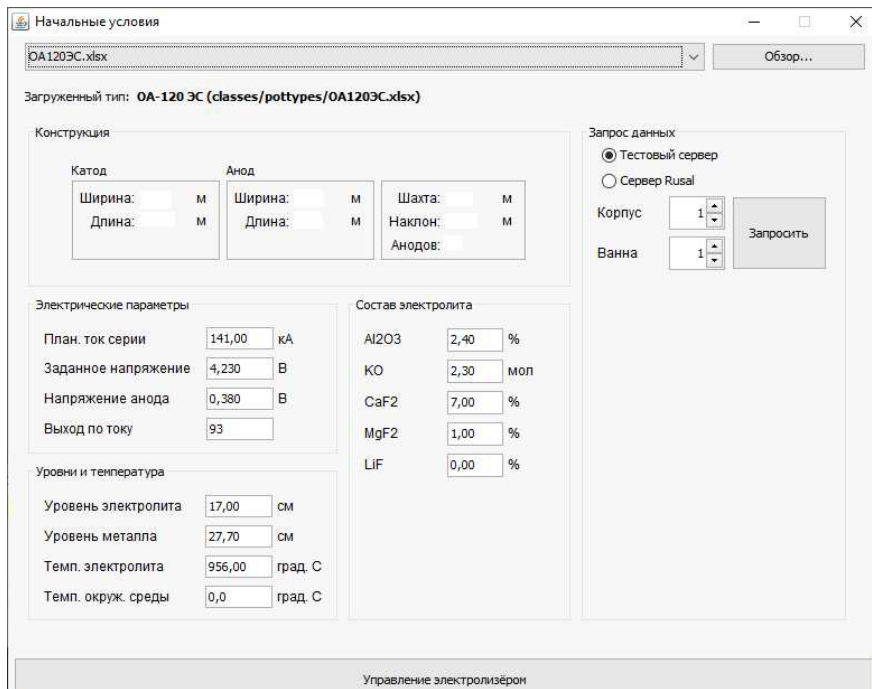 Начальные условия
ОА120ЭС.xlsx
Обзор...
Загруженный тип: ОА-120 ЭС (classes/pottypes/ОА120ЭС.xlsx)
Конструкция
Катод
Ширина: м
Длина: м
Анод
Ширина: м
Длина: м
Шахта: м
Наклон: м
Анодов:
Запрос данных
Тестовый сервер
Сервер Rusal
Корпус 1
Ванна 1
Запросить
Электрические параметры
План. ток серии 141,00 кА
Заданное напряжение 4,230 В
Напряжение анода 0,380 В
Выход по току 93
Состав электролита
Al2O3 2,40 %
КО 2,30 мол
CaF2 7,00 %
MgF2 1,00 %
LiF 0,00 %
Уровни и температура
Уровень электролита 17,00 см
Уровень металла 27,70 см
Темп. электролита 956,00 град. С
Темп. окруж. среды 0,0 град. С
Управление электролизёром